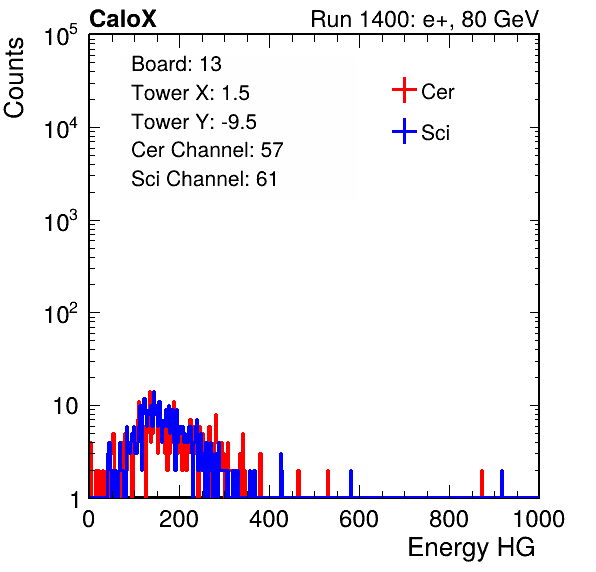 CaloX Run 1400: e+, 80 GeV
Counts
10^5
10^4
10^3
10^2
10
1
Board: 13
Tower X: 1.5
Tower Y: -9.5
Cer Channel: 57
Sci Channel: 61
Cer
Sci
0 200 400 600 800 1000
Energy HG